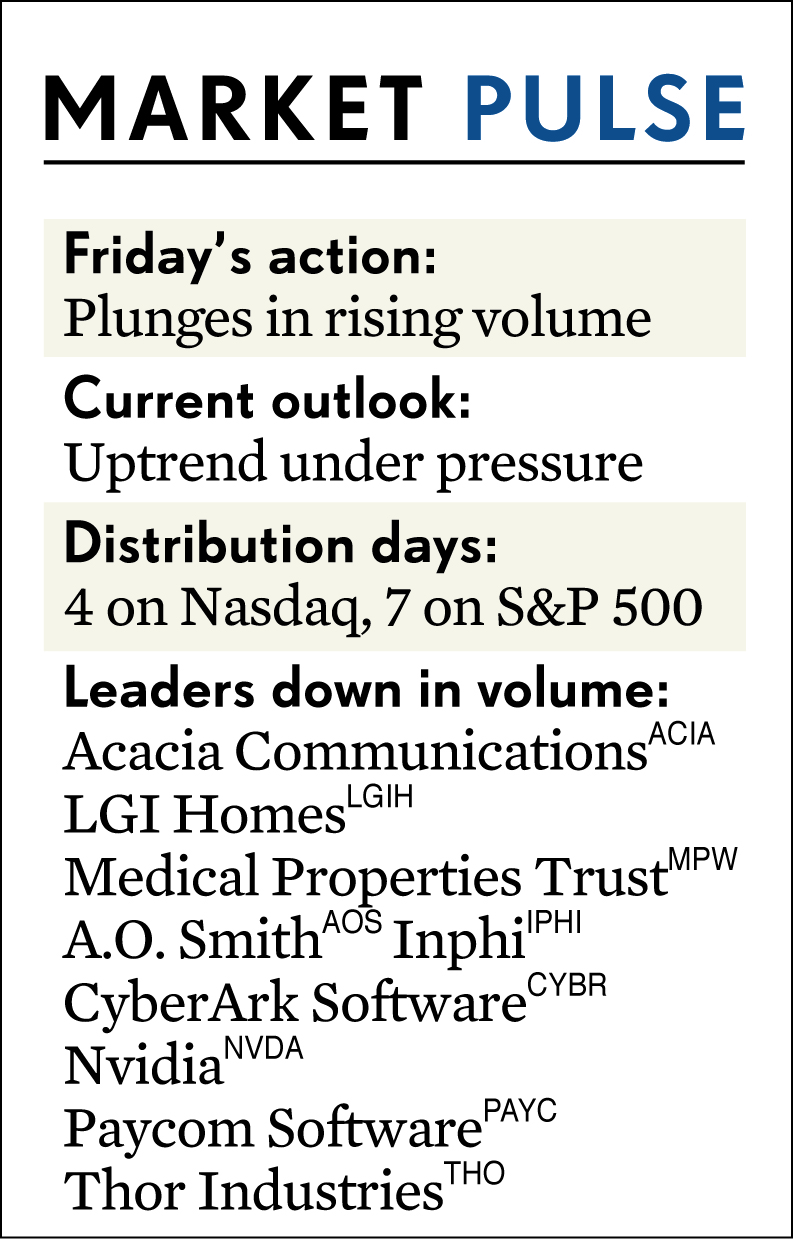 MARKET PULSE
Friday’s action:
Plunges in rising volume
Current outlook:
Uptrend under pressure
Distribution days:
4 on Nasdaq, 7 on S&P 500
Leaders down in volume:
Acacia Communications ACIA
LGI Homes LGIH
Medical Properties Trust MPW
A.O. Smith AOS Inphi IPHI
CyberArk Software CYBR
Nvidia NVDA
Paycom Software PAYC
Thor Industries THO